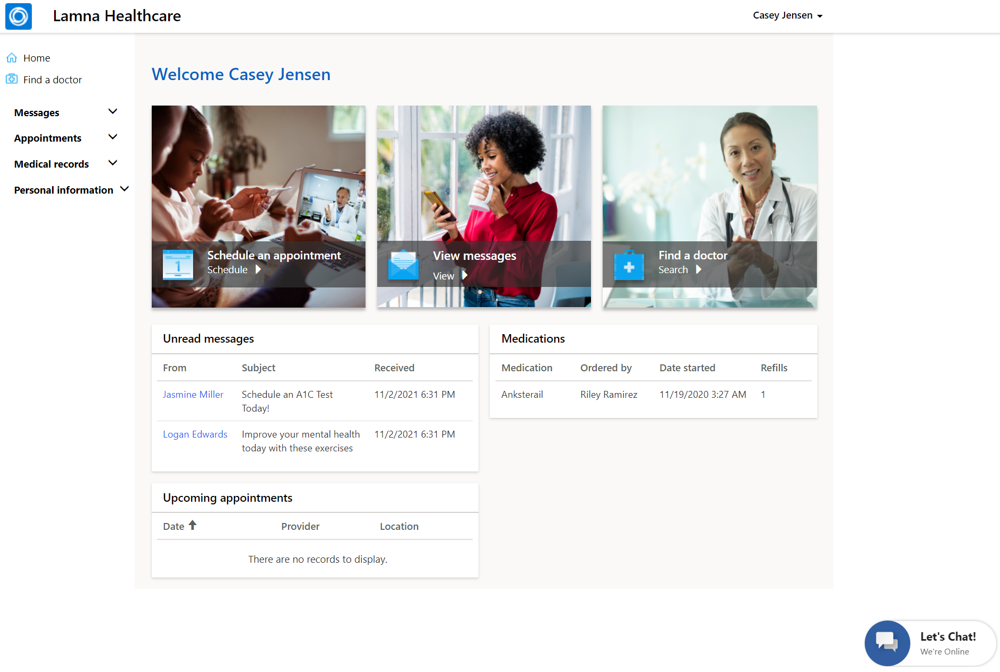 Lamna Healthcare
Casey Jensen
Home
Find a doctor
Messages
Appointments
Medical records
Personal information
Welcome Casey Jensen
1
Schedule an appointment
Schedule
View messages
View
Find a doctor
Search
Unread messages
From Subject Received
Jasmine Miller Schedule an A1C Test 11/2/2021 6:31 PM
Today!
Logan Edwards Improve your mental health 11/2/2021 6:31 PM
today with these exercises
Medications
Medication Ordered by Date started Refills
Anksterail Riley Ramirez 11/19/2020 3:27 AM 1
Upcoming appointments
Date Provider Location
There are no records to display.
Let's Chat!
We're Online